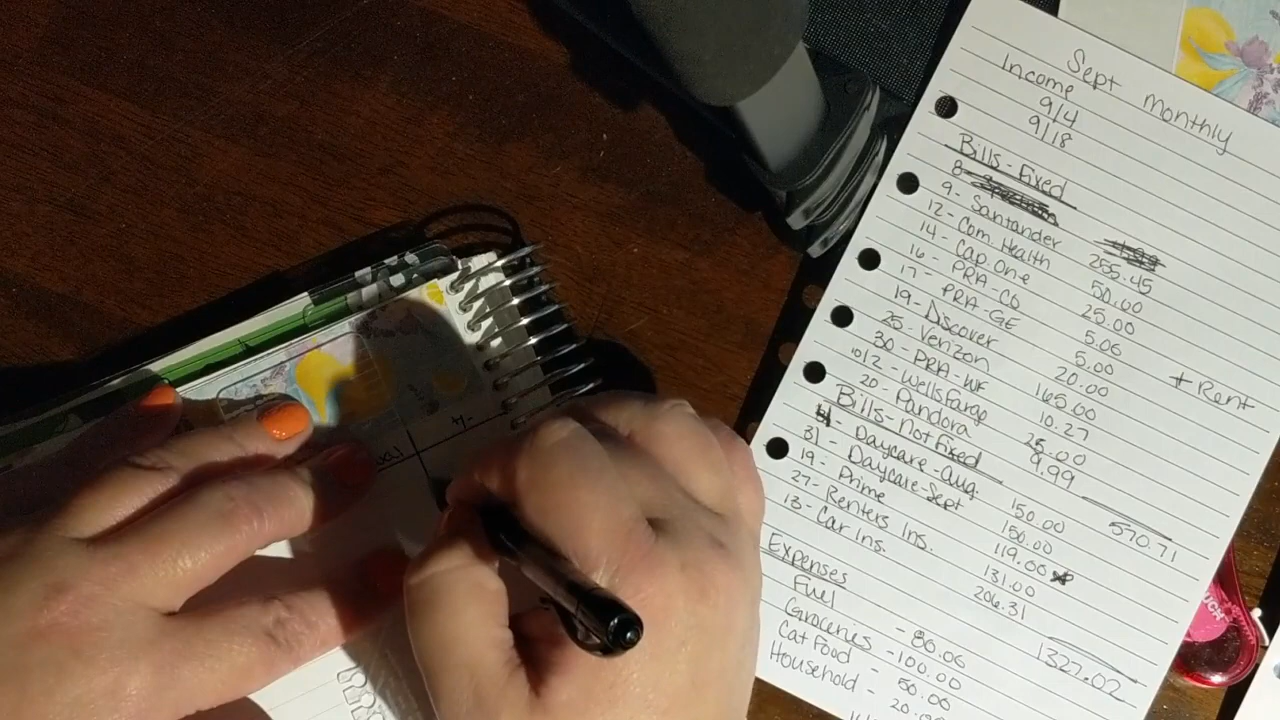 Sept monthly
Income
9/4
9/18
Bills - Fixed
8-
9- Santander 255.45
12- Com. Health 50.00
14- Cap. One 25.00
16- PRA-CO 5.06
17- PRA-GE 5.00
19- Discover 20.00
25- Verizon 165.00
30- PRA-WF 10.27
10/2- Wells Fargo 25.00
20- Pandora 9.99
+ Rent
570.71
Bills - Not Fixed
- Daycare - Aug. 150.00
31- Daycare - Sept 150.00
19- Prime 119.00
27- Renters Ins. 131.00
13- Car Ins. 206.31
1327.02
Expenses
Fuel - 80.00
Groceries - 100.00
Cat Food 50.00
Household -